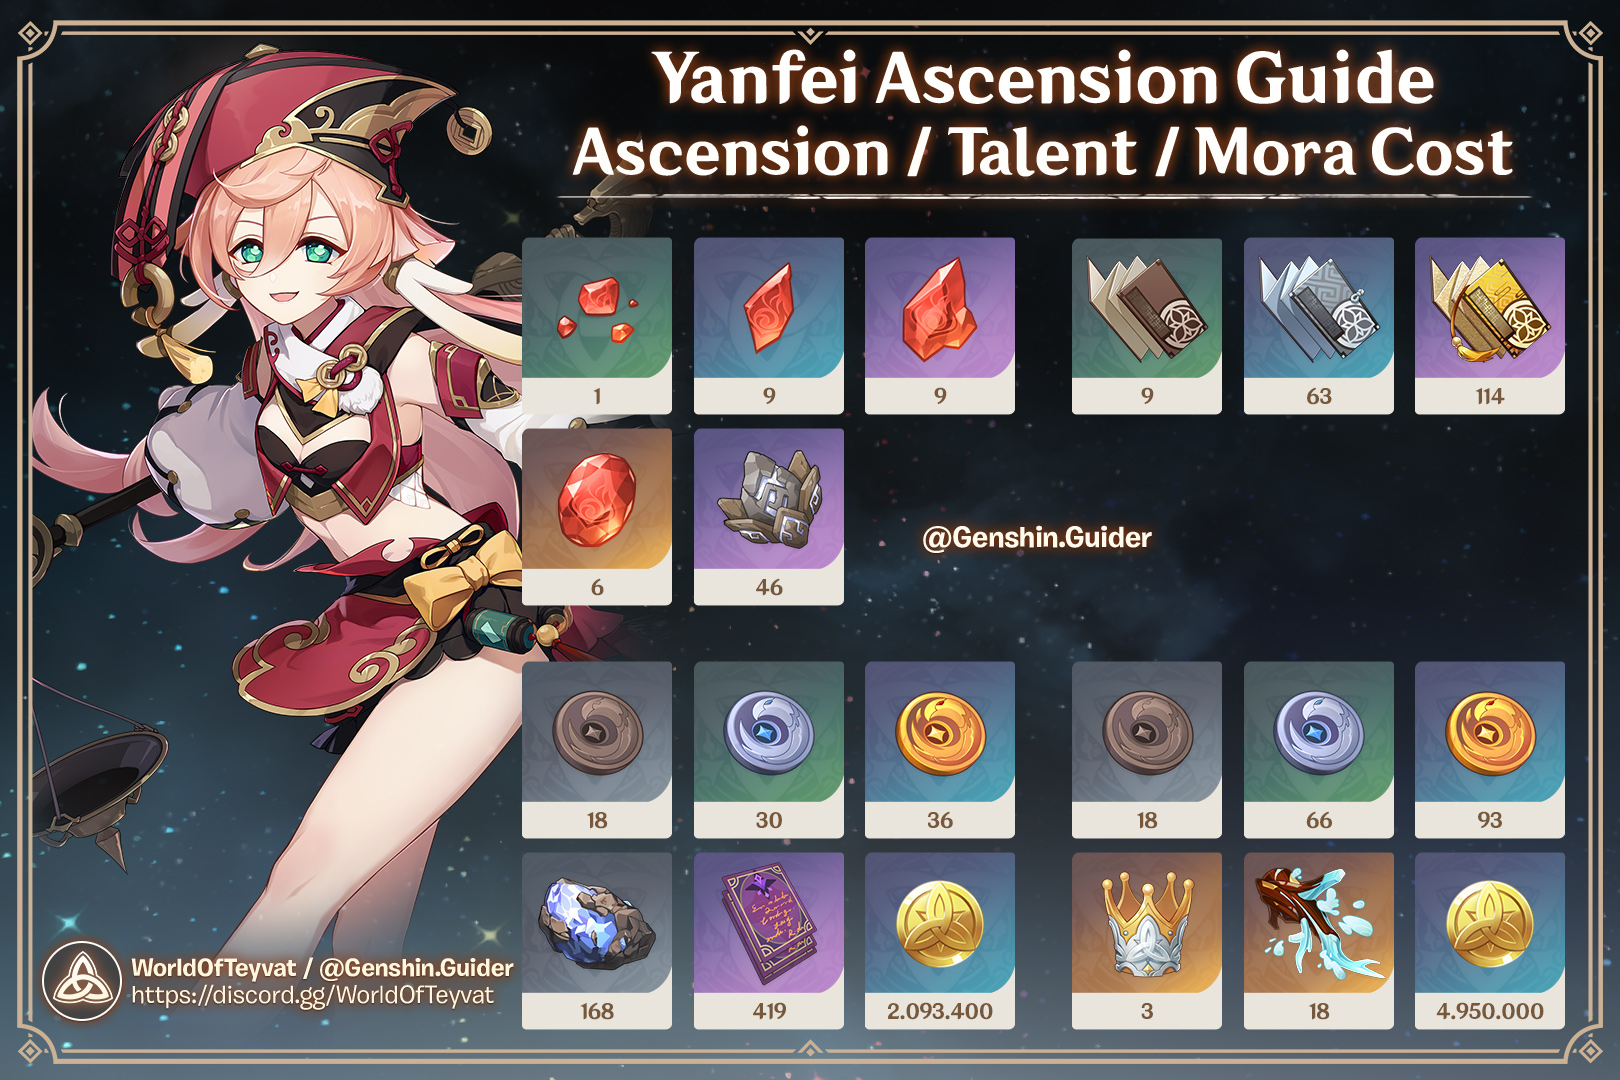 Yanfei Ascension Guide
Ascension / Talent / Mora Cost
1 9 9 9 63 114
6 46
@Genshin.Guider
18 30 36 18 66 93
168 419 2.093.400 3 18 4.950.000
WorldOfTeyvat / @Genshin.Guider
https://discord.gg/WorldOfTeyvat